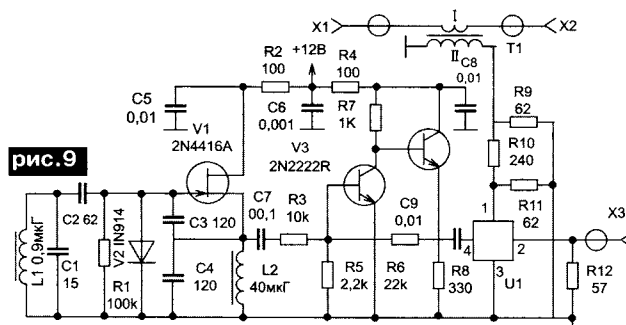 X1
I
X2
T1
II
R2
100
+12В
R4
100
C8
0,01
C5
0,01
C6
0,001
R7
1K
R9
62
V1
2N4416A
V3
2N2222R
R10
240
рис.9
R11
62
C2 62
C3 120
C7
00,1
R3
10k
C9
0,01
1
X3
4
2
3
U1
L1 0,9мкГ
C1
15
R1
100k
V2 IN914
C4
120
L2
40мкГ
R5
2,2k
R6
22k
R8
330
R12
57